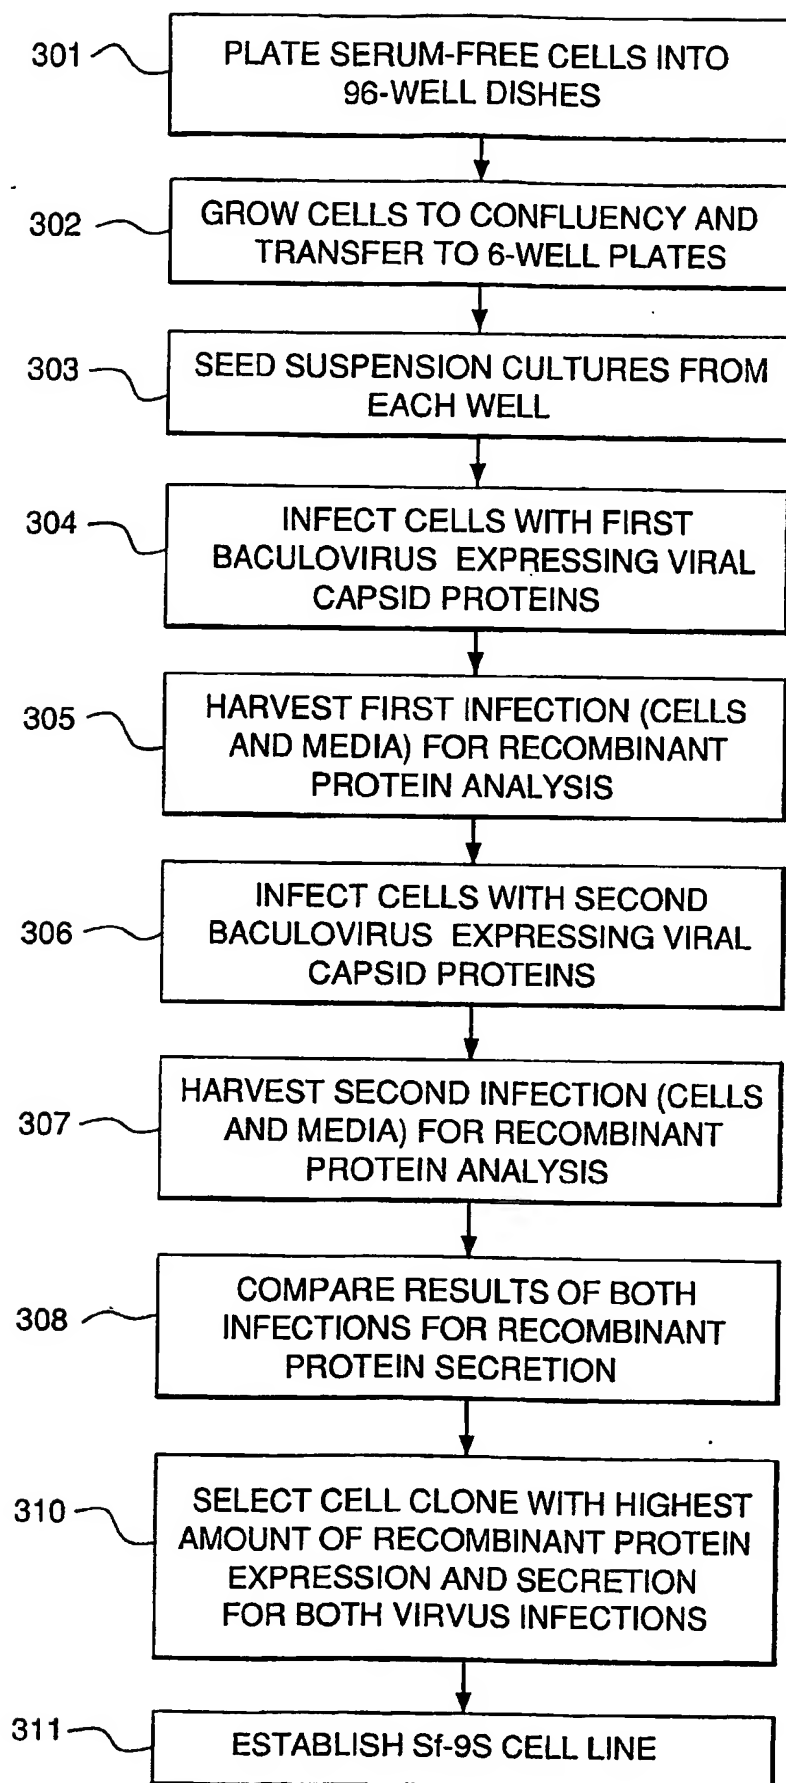 301
PLATE SERUM-FREE CELLS INTO
96-WELL DISHES
302
GROW CELLS TO CONFLUENCY AND
TRANSFER TO 6-WELL PLATES
303
SEED SUSPENSION CULTURES FROM
EACH WELL
304
INFECT CELLS WITH FIRST
BACULOVIRUS EXPRESSING VIRAL
CAPSID PROTEINS
305
HARVEST FIRST INFECTION (CELLS
AND MEDIA) FOR RECOMBINANT
PROTEIN ANALYSIS
306
INFECT CELLS WITH SECOND
BACULOVIRUS EXPRESSING VIRAL
CAPSID PROTEINS
307
HARVEST SECOND INFECTION (CELLS
AND MEDIA) FOR RECOMBINANT
PROTEIN ANALYSIS
308
COMPARE RESULTS OF BOTH
INFECTIONS FOR RECOMBINANT
PROTEIN SECRETION
310
SELECT CELL CLONE WITH HIGHEST
AMOUNT OF RECOMBINANT PROTEIN
EXPRESSION AND SECRETION
FOR BOTH VIRVUS INFECTIONS
311
ESTABLISH Sf-9S CELL LINE